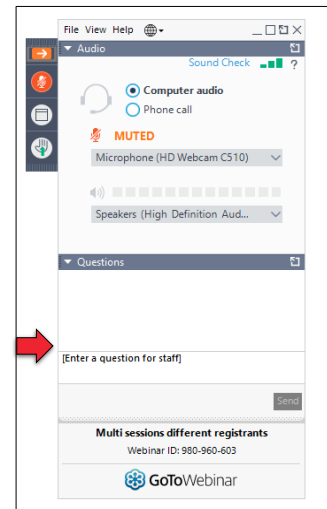 File View Help
Audio
Sound Check ?
Computer audio
Phone call
MUTED
Microphone (HD Webcam C510)
Speakers (High Definition Aud...
Questions
[Enter a question for staff]
Send
Multi sessions different registrants
Webinar ID: 980-960-603
GoToWebinar